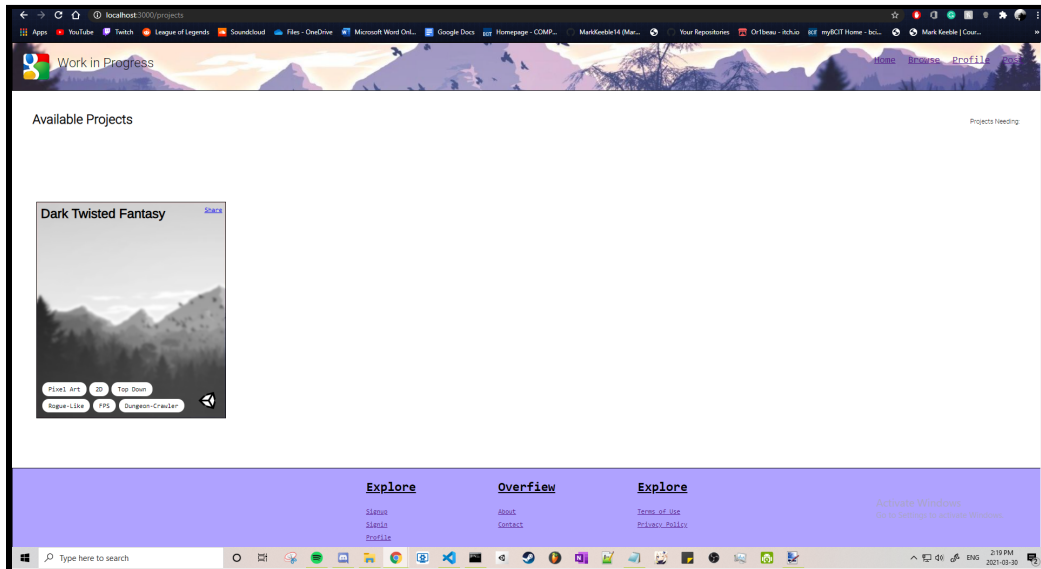 localhost:3000/projects
Apps YouTube Twitch League of Legends Soundcloud Files - OneDrive Microsoft Word Onl... Google Docs Homepage - COMP... MarkKeeble14 (Mar... Your Repositories Or1beau - itch.io myBCIT Home - bci... Mark Keeble | Cour... »
Work in Progress
Home Browse Profile Post
Available Projects
Projects Needing:
Dark Twisted Fantasy
Share
Pixel Art 2D Top Down
Rogue-Like FPS Dungeon-Crawler
Explore Overfiew Explore
Signup About Terms of Use
Signin Contact Privacy Policy
Profile
Type here to search
ENG
2:19 PM
2021-03-30